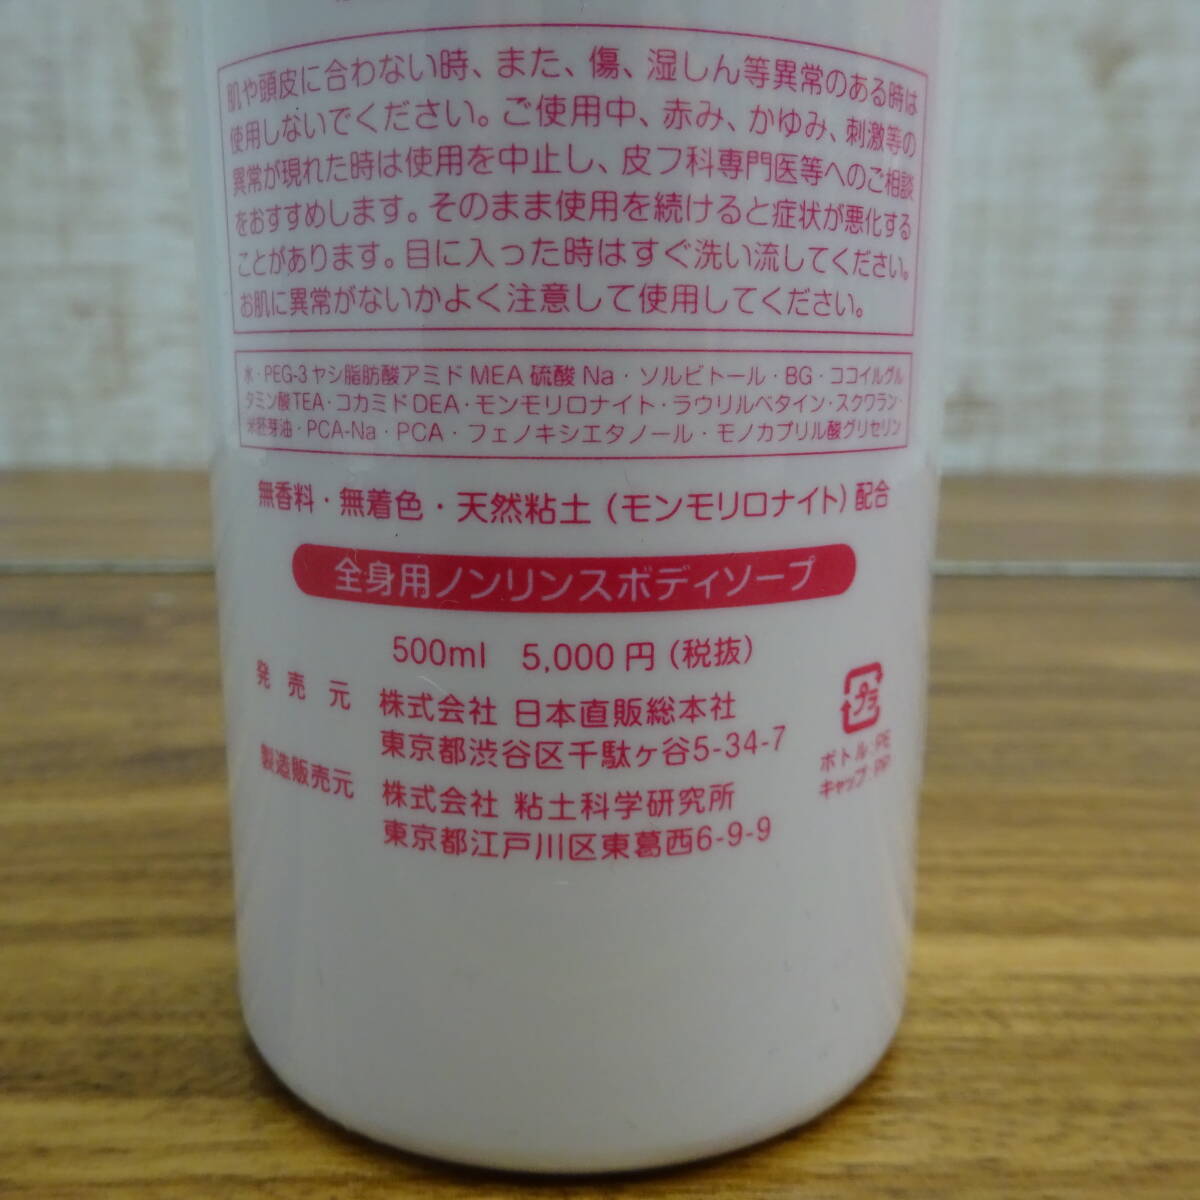 肌や頭皮に合わない時、また、傷、湿しん等異常のある時は
使用しないでください。ご使用中、赤み、かゆみ、刺激等の
異常が現れた時は使用を中止し、皮フ科専門医等へのご相談
をおすすめします。そのまま使用を続けると症状が悪化する
ことがあります。目に入った時はすぐ洗い流してください。
お肌に異常がないかよく注意して使用してください。
水・PEG-3ヤシ脂肪酸アミドMEA硫酸Na・ソルビトール・BG・ココイルグル
タミン酸TEA・コカミドDEA・モンモリロナイト・ラウリルベタイン・スクワラン・
米胚芽油・PCA-Na・PCA・フェノキシエタノール・モノカプリル酸グリセリン
無香料・無着色・天然粘土（モンモリロナイト）配合
全身用ノンリンスボディソープ
500ml 5,000円（税抜）
発売元 株式会社 日本直販総本社
東京都渋谷区千駄ヶ谷5-34-7
製造販売元 株式会社 粘土科学研究所
東京都江戸川区東葛西6-9-9
プラ
ボトル:PE
キャップ:PP